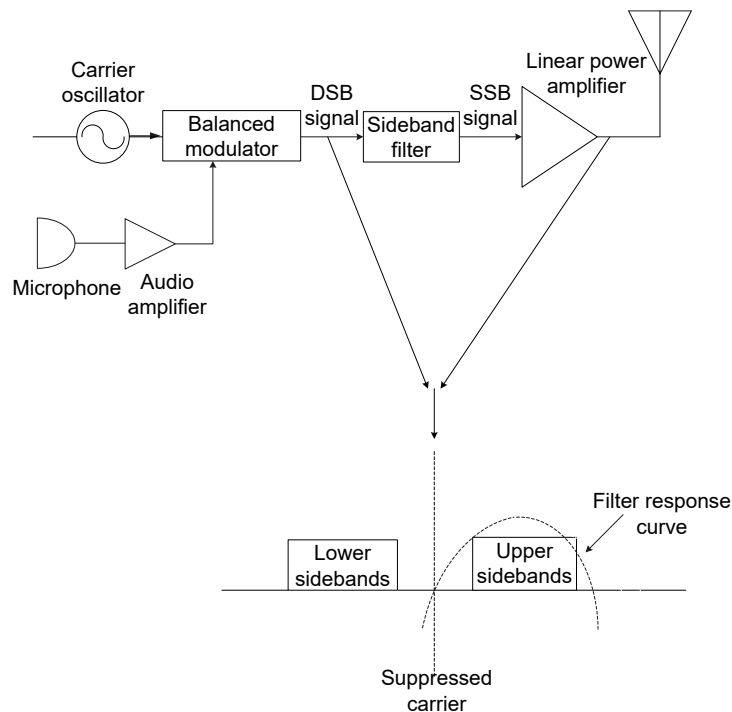 Carrier
oscillator
Balanced
modulator
DSB
signal
Sideband
filter
SSB
signal
Linear power
amplifier
Microphone
Audio
amplifier
Filter response
curve
Lower
sidebands
Upper
sidebands
Suppressed
carrier